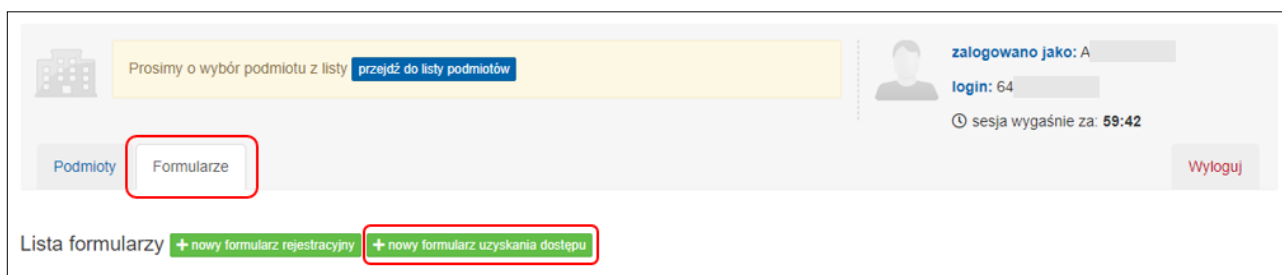 Prosimy o wybór podmiotu z listy przejdź do listy podmiotów
zalogowano jako: A
login: 64
sesja wygaśnie za: 59:42
Podmioty
Formularze
Wyloguj
Lista formularzy + nowy formularz rejestracyjny + nowy formularz uzyskania dostępu